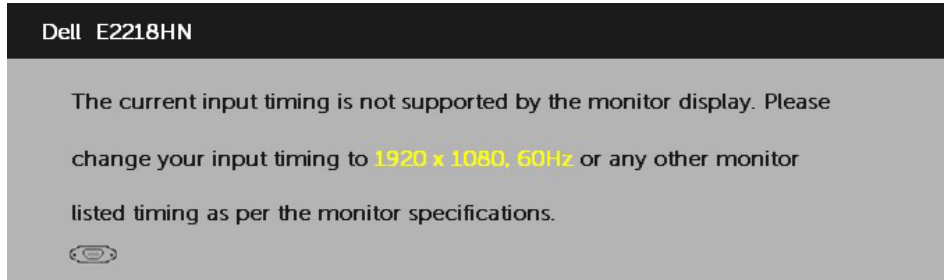 Dell E2218HN
The current input timing is not supported by the monitor display. Please
change your input timing to 1920 x 1080, 60Hz or any other monitor
listed timing as per the monitor specifications.